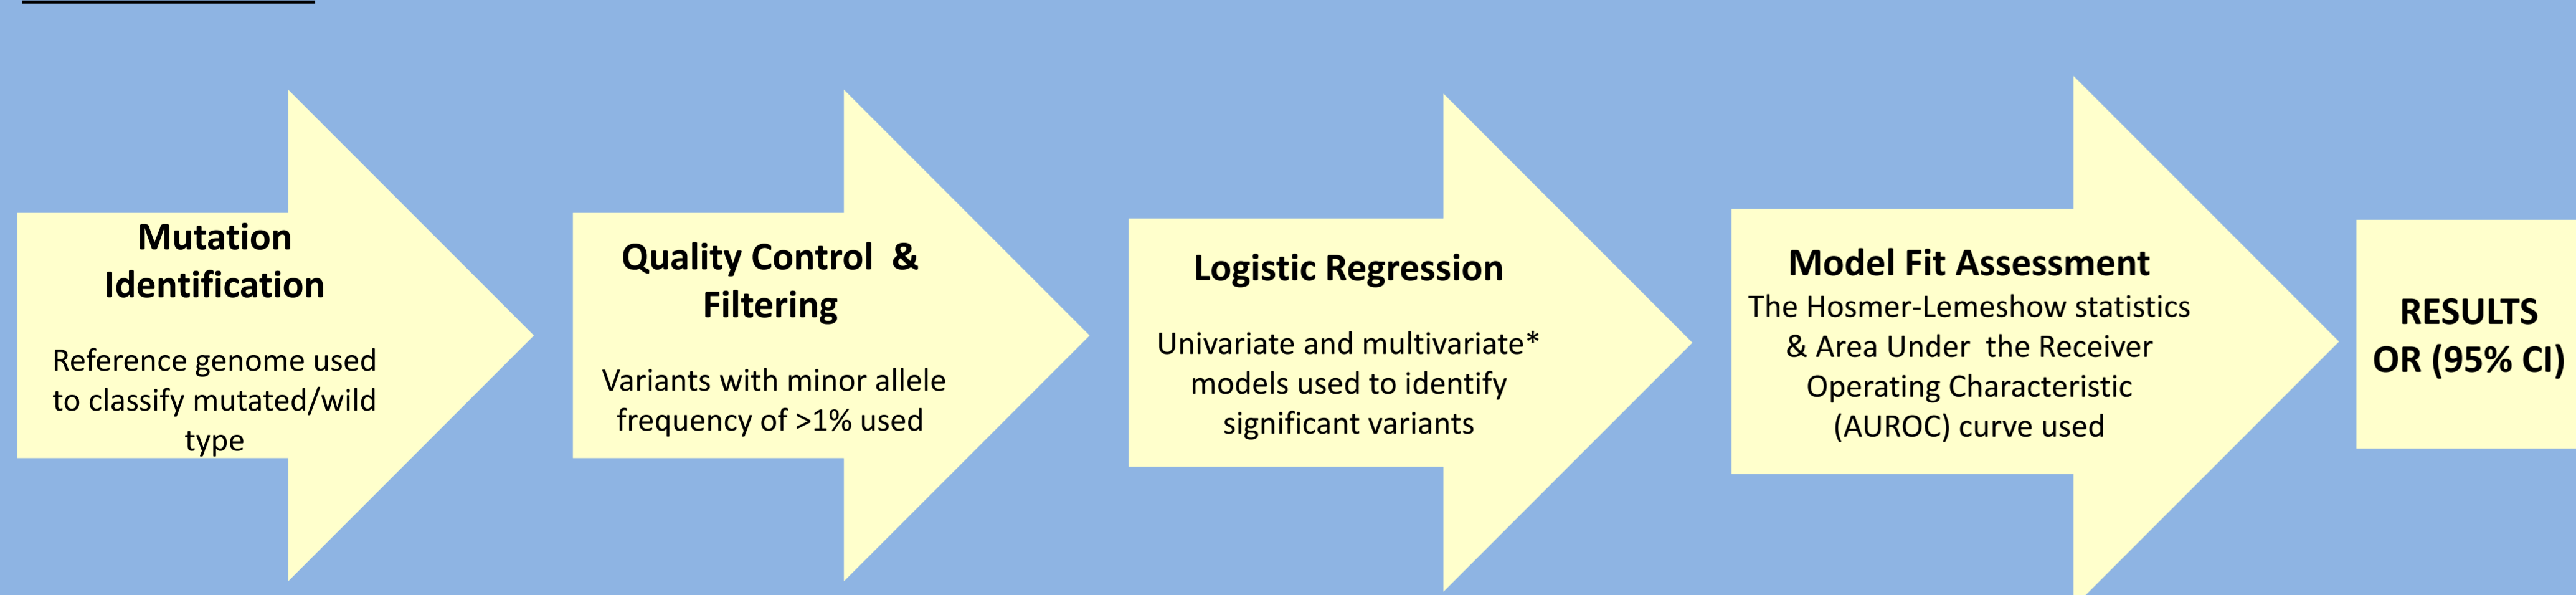 Mutation
Identification
Reference genome used
to classify mutated/wild
type
Quality Control  &
Filtering
Variants with minor allele
frequency of >1% used
Logistic Regression
Univariate and multivariate*
models used to identify
significant variants
Model Fit Assessment
The Hosmer-Lemeshow statistics
& Area Under  the Receiver
Operating Characteristic
(AUROC) curve used
RESULTS
OR (95% CI)